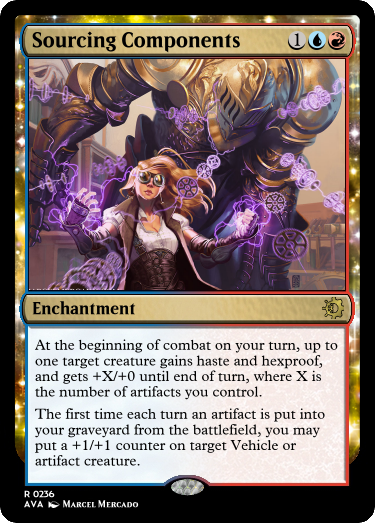 Sourcing Components 1
Enchantment
At the beginning of combat on your turn, up to
one target creature gains haste and hexproof,
and gets +X/+0 until end of turn, where X is
the number of artifacts you control.
The first time each turn an artifact is put into
your graveyard from the battlefield, you may
put a +1/+1 counter on target Vehicle or
artifact creature.
R 0236
AVA Marcel Mercado